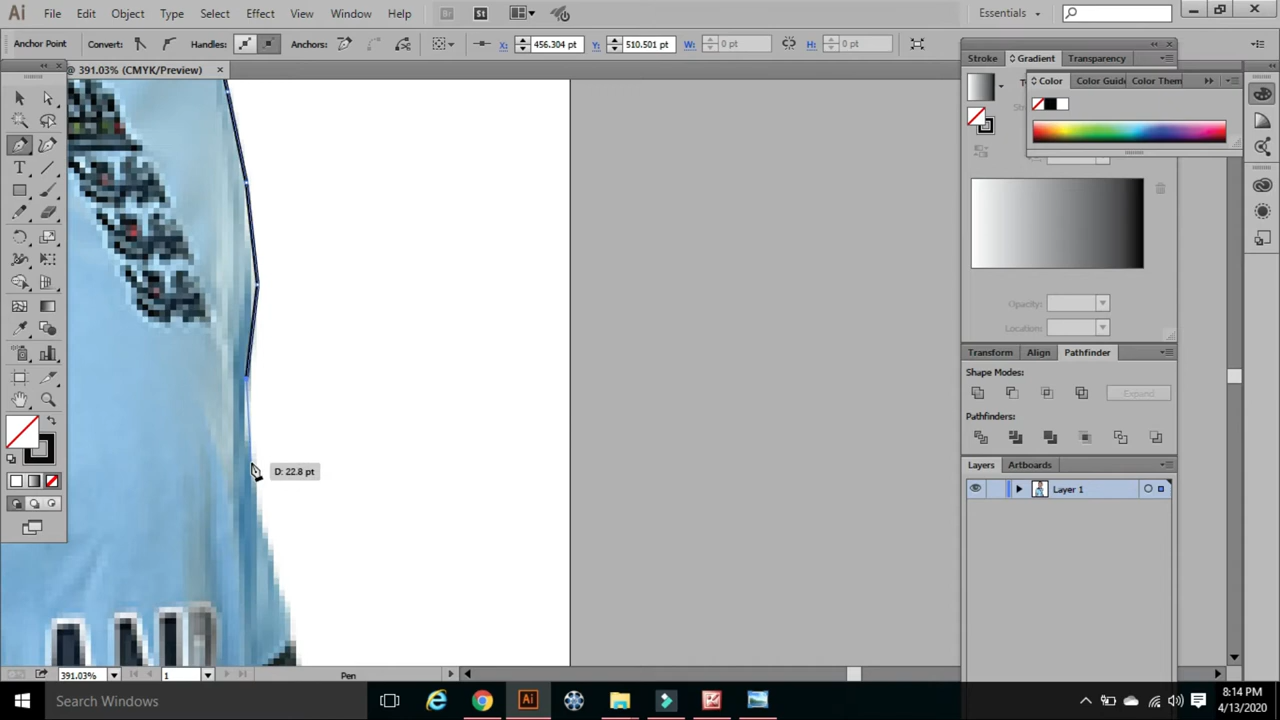 Ai File Edit Object Type Select Effect View Window Help Br St Essentials
Anchor Point Convert: Handles: Anchors: X: 456.304 pt Y: 510.501 pt W: 0 pt H: 0 pt
@ 391.03% (CMYK/Preview) ×
Stroke Gradient Transparency
Color Color Guide Color Them
Opacity:
Location:
Transform Align Pathfinder
Shape Modes:
Expand
Pathfinders:
Layers Artboards
Layer 1
D: 22.8 pt
391.03% 1 Pen
Search Windows
Ai
8:14 PM
4/13/2020